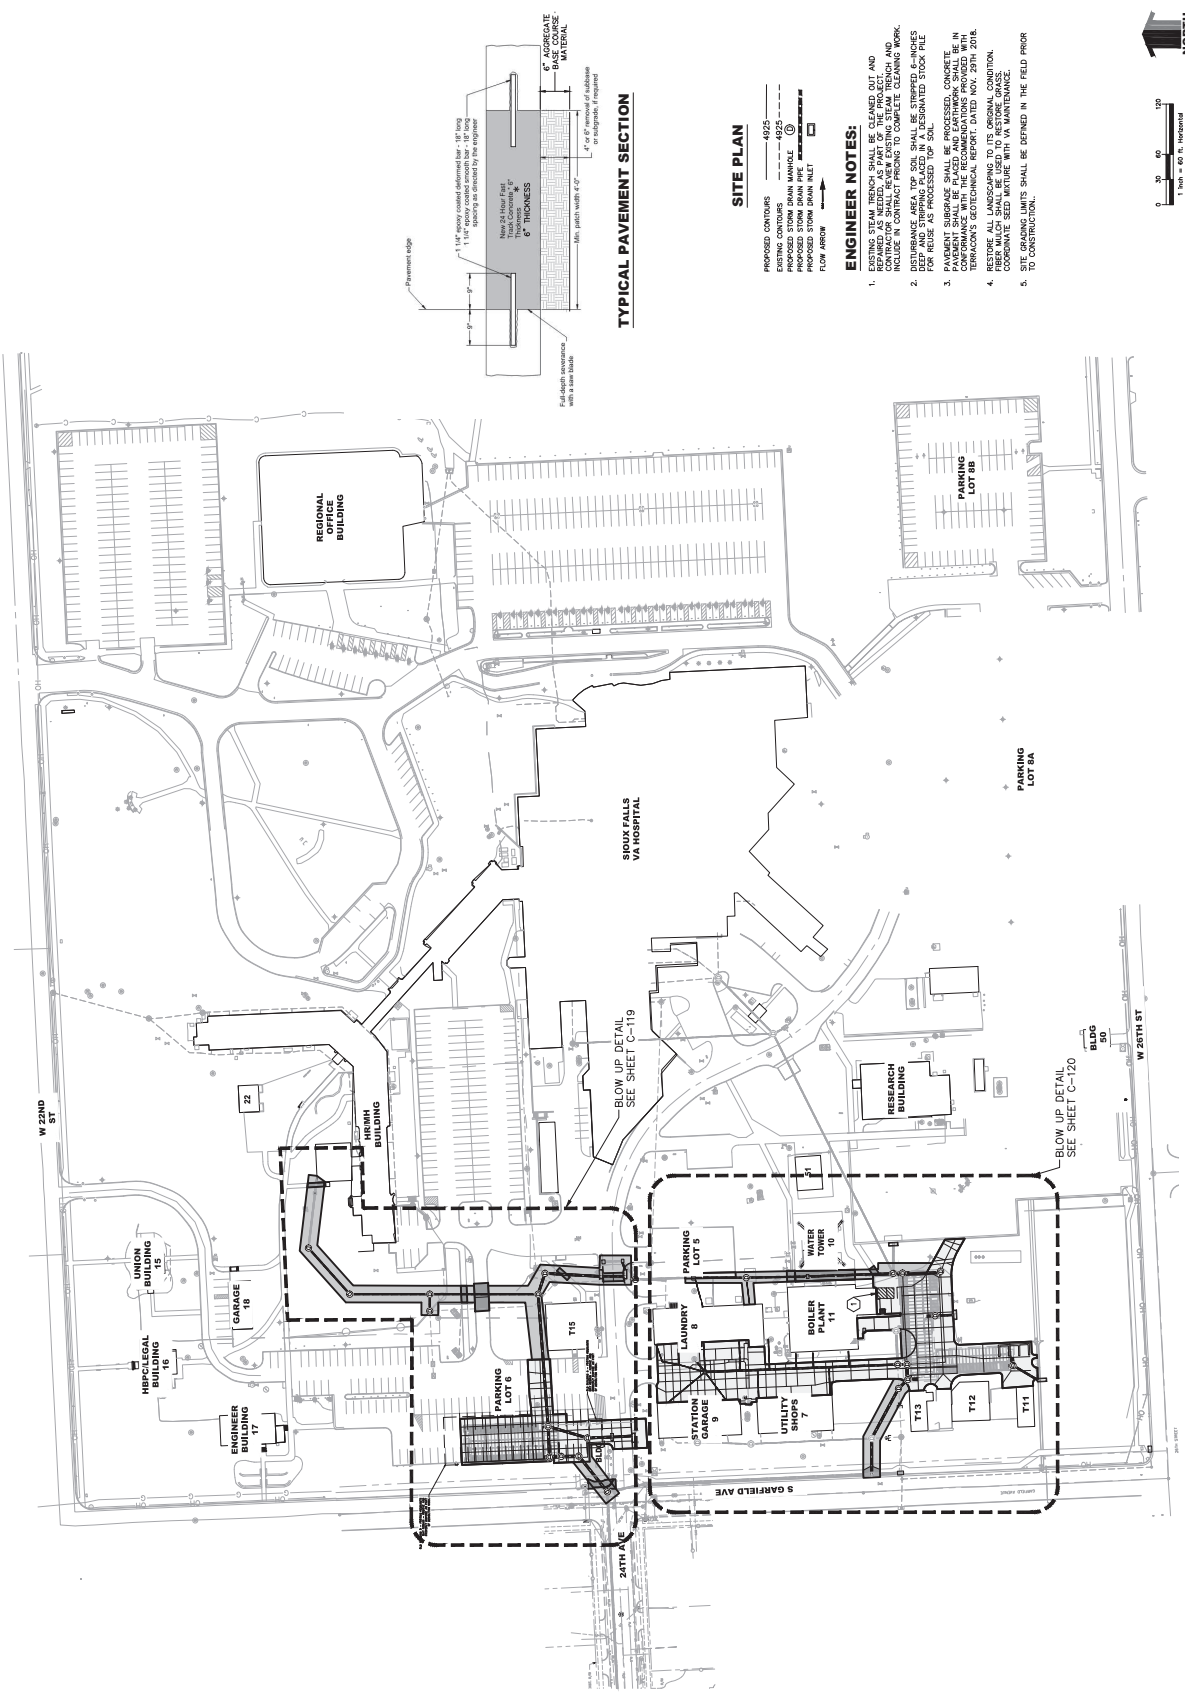 W 22ND
ST
HBPC/LEGAL
BUILDING
16
UNION
BUILDING
15
ENGINEER
BUILDING
17
GARAGE
18
22
HR/MH
BUILDING
REGIONAL
OFFICE
BUILDING
PARKING
LOT 6
T15
BLDG
24TH AVE
BLOW UP DETAIL
SEE SHEET C-119
SIOUX FALLS
VA HOSPITAL
STATION
GARAGE
9
LAUNDRY
8
PARKING
LOT 5
UTILITY
SHOPS
7
BOILER
PLANT
11
WATER
TOWER
10
51
1
S GARFIELD AVE
T13
T12
T11
RESEARCH
BUILDING
BLOW UP DETAIL
SEE SHEET C-120
BLDG
50
W 26TH ST
PARKING
LOT 8B
PARKING
LOT 8A
Pavement edge
9"
9"
1 1/4" epoxy coated deformed bar - 18" long
1 1/4" epoxy coated smooth bar - 18" long
spacing as directed by the engineer
New 24 Hour Fast
Track Concrete 6"
Thickness
*
6" THICKNESS
6" AGGREGATE
BASE COURSE
MATERIAL
Full-depth severance
with a saw blade
Min. patch width 4'-0"
4" or 6" removal of subbase
or subgrade, if required
TYPICAL PAVEMENT SECTION
SITE PLAN
PROPOSED CONTOURS 4925
EXISTING CONTOURS 4925
PROPOSED STORM DRAIN MANHOLE D
PROPOSED STORM DRAIN PIPE
PROPOSED STORM DRAIN INLET
FLOW ARROW
ENGINEER NOTES:
1. EXISTING STEAM TRENCH SHALL BE CLEANED OUT AND
REPAIRED AS NEEDED, AS PART OF THE PROJECT.
CONTRACTOR SHALL REVIEW EXISTING STEAM TRENCH AND
INCLUDE IN CONTRACT PRICING TO COMPLETE CLEANING WORK.
2. DISTURBANCE AREA TOP SOIL SHALL BE STRIPPED 6-INCHES
DEEP AND STRIPPING PLACED IN A DESIGNATED STOCK PILE
FOR REUSE AS PROCESSED TOP SOIL.
3. PAVEMENT SUBGRADE SHALL BE PROCESSED, CONCRETE
PAVEMENT SHALL BE PLACED AND EARTHWORK SHALL BE IN
CONFORMANCE WITH THE RECOMMENDATIONS PROVIDED WITH
TERRACON'S GEOTECHNICAL REPORT. DATED NOV. 29TH 2018.
4. RESTORE ALL LANDSCAPING TO ITS ORIGINAL CONDITION.
FIBER MULCH SHALL BE USED TO RESTORE GRASS.
COORDINATE SEED MIXTURE WITH VA MAINTENANCE.
5. SITE GRADING LIMITS SHALL BE DEFINED IN THE FIELD PRIOR
TO CONSTRUCTION..
0 30 60 120
1 Inch = 60 ft. Horizontal
NORTH